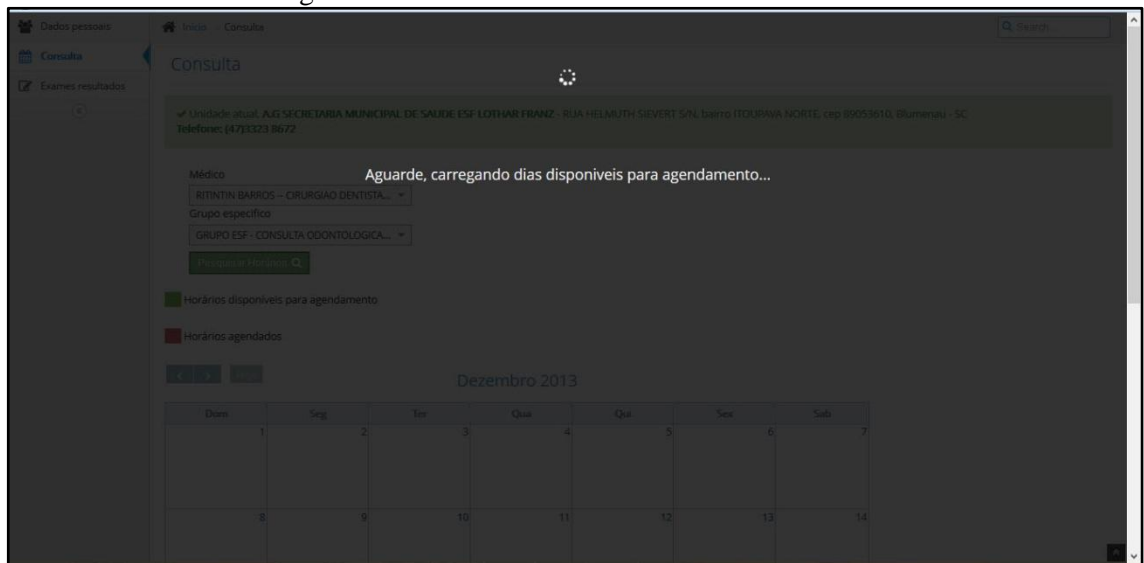 Dados pessoais
Início Consulta
Search...
Consulta
Consulta
Exames resultados
Unidade atual: A.G SECRETARIA MUNICIPAL DE SAUDE ESF LOTHAR FRANZ - RUA HELMUTH SIEVERT S/N, bairro ITOUPAVA NORTE, cep 89053610, Blumenau - SC
Telefone: (47)3323 8672
Aguarde, carregando dias disponiveis para agendamento...
Médico
RITINTIN BARROS -- CIRURGIAO DENTISTA...
Grupo específico
GRUPO ESF - CONSULTA ODONTOLOGICA...
Pesquisar Horários
Horários disponíveis para agendamento
Horários agendados
Dezembro 2013
Dom Seg Ter Qua Qui Sex Sab
1 2 3 4 5 6 7
8 9 10 11 12 13 14